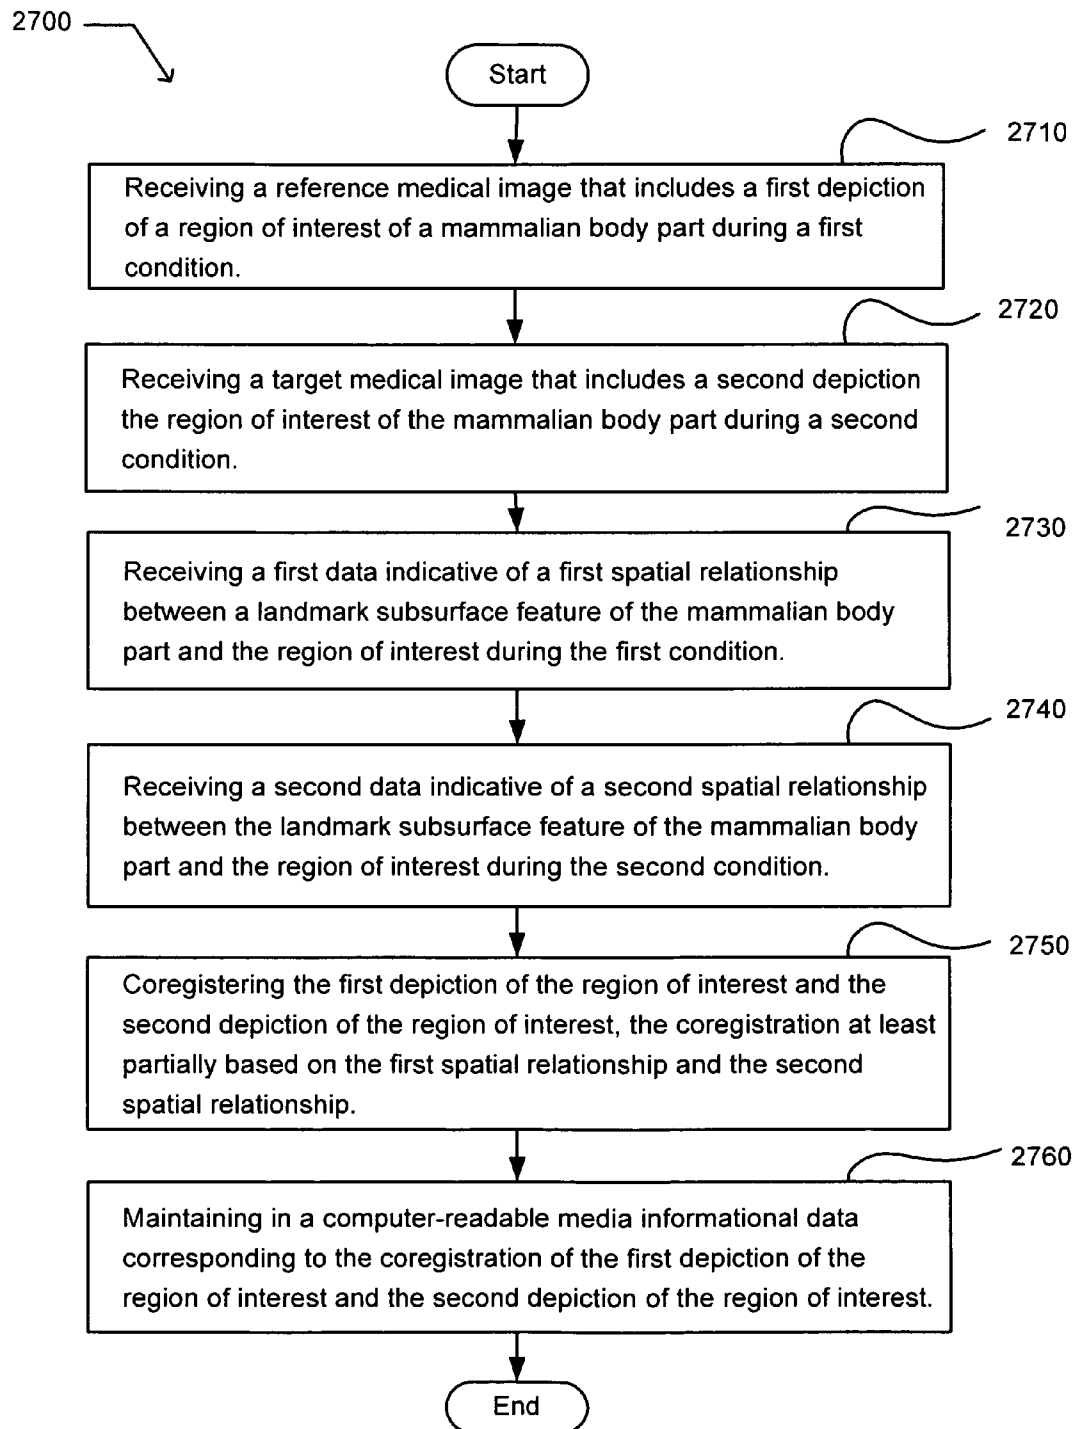 2700
Start
2710
Receiving a reference medical image that includes a first depiction
of a region of interest of a mammalian body part during a first
condition.
2720
Receiving a target medical image that includes a second depiction
the region of interest of the mammalian body part during a second
condition.
2730
Receiving a first data indicative of a first spatial relationship
between a landmark subsurface feature of the mammalian body
part and the region of interest during the first condition.
2740
Receiving a second data indicative of a second spatial relationship
between the landmark subsurface feature of the mammalian body
part and the region of interest during the second condition.
2750
Coregistering the first depiction of the region of interest and the
second depiction of the region of interest, the coregistration at least
partially based on the first spatial relationship and the second
spatial relationship.
2760
Maintaining in a computer-readable media informational data
corresponding to the coregistration of the first depiction of the
region of interest and the second depiction of the region of interest.
End